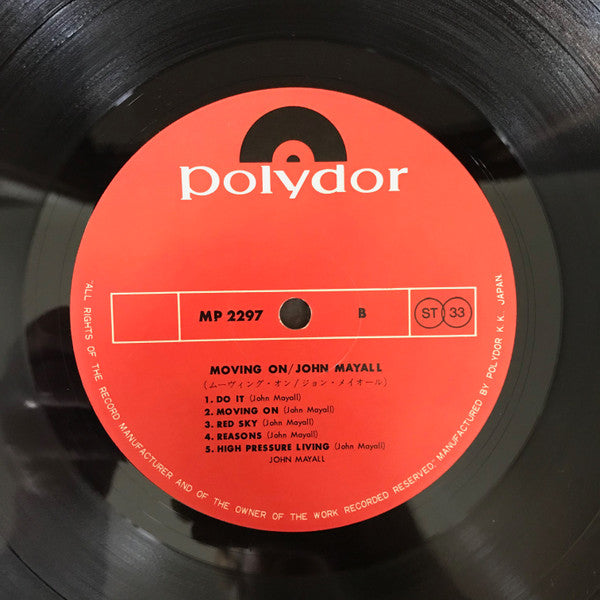 polydor
MP 2297 B ST 33
MOVING ON/JOHN MAYALL
(ムーヴィング・オン/ジョン・メイオール)
1. DO IT (John Mayall)
2. MOVING ON (John Mayall)
3. RED SKY (John Mayall)
4. REASONS (John Mayall)
5. HIGH PRESSURE LIVING (John Mayall)
JOHN MAYALL
"ALL RIGHTS OF THE RECORD MANUFACTURER AND OF THE OWNER OF THE WORK RECORDED RESERVED." MANUFACTURED BY POLYDOR K.K. JAPAN.